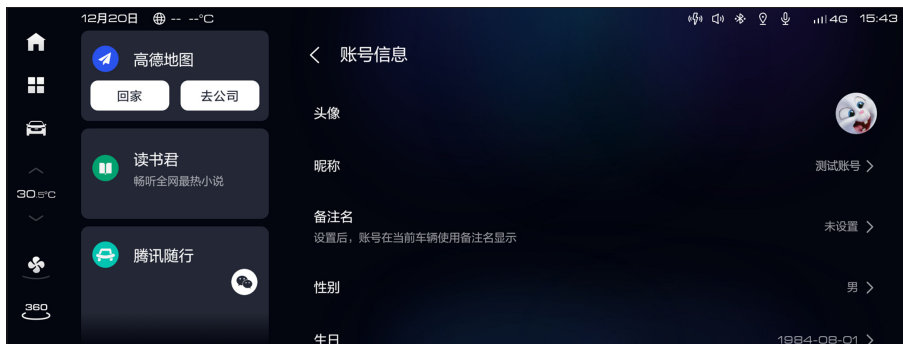 12月20日 -- --°C
4G 15:43
高德地图
回家 去公司
读书君
畅听全网最热小说
腾讯随行
30.5°C
360
账号信息
头像
昵称 测试账号
备注名 未设置
设置后，账号在当前车辆使用备注名显示
性别 男
生日 1984-08-01